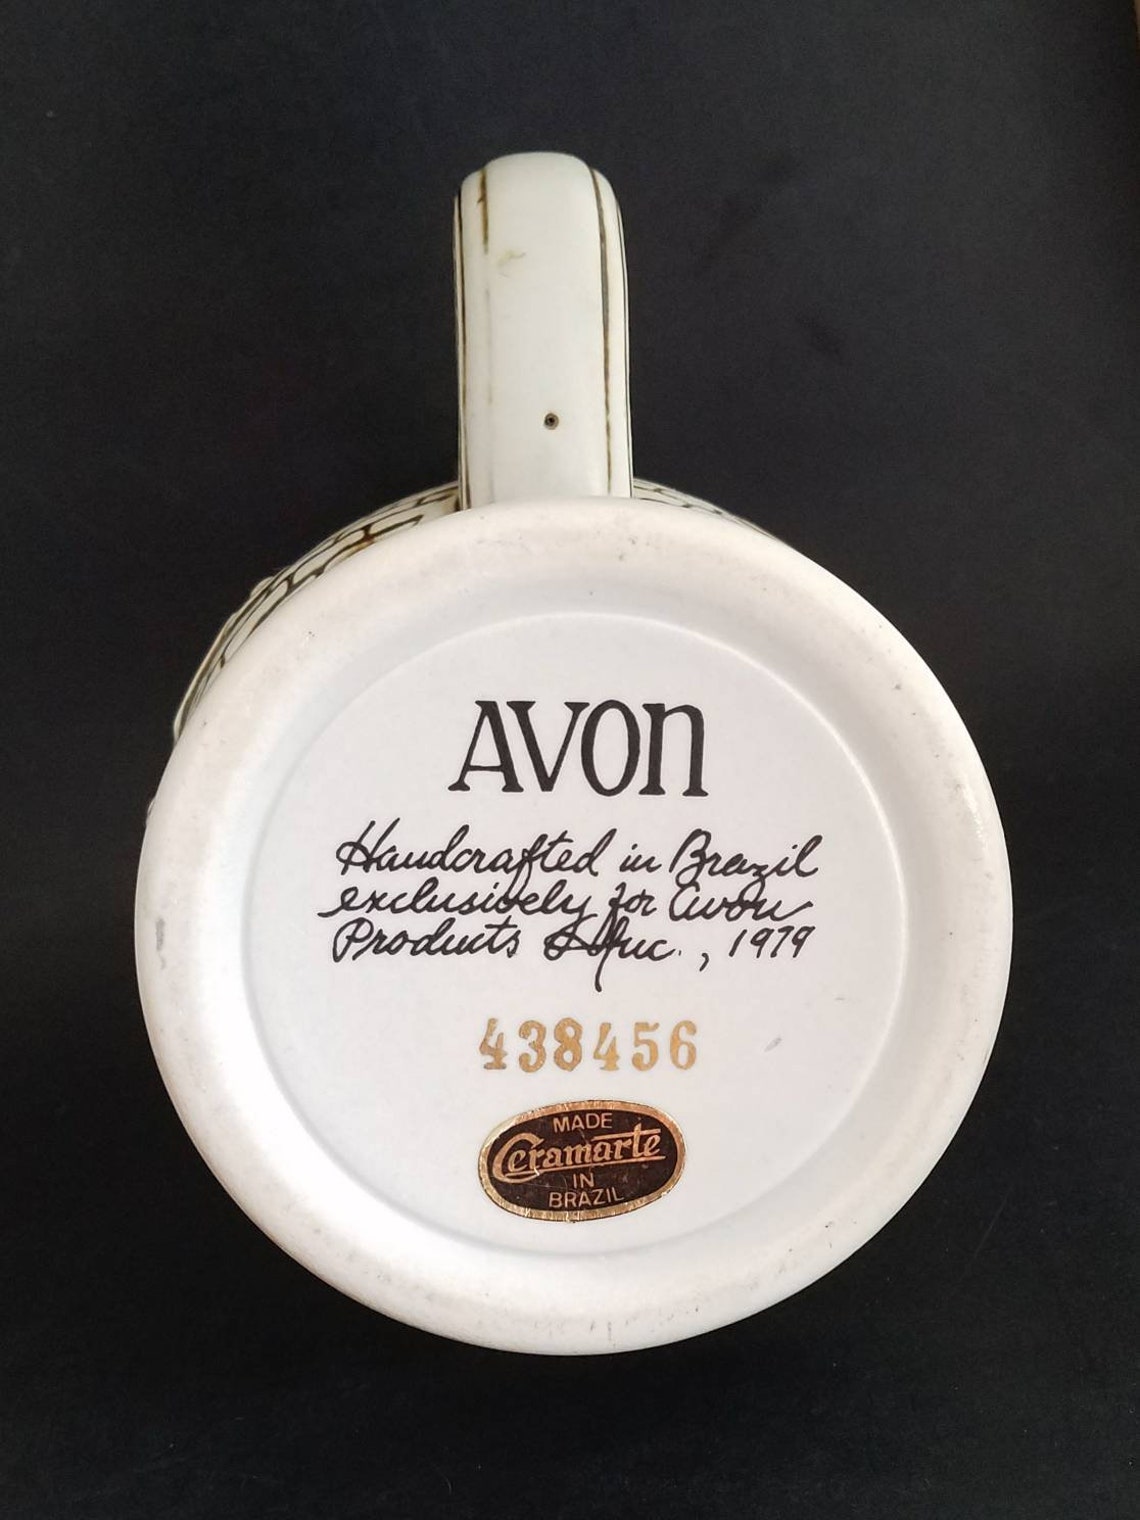 AVON
Handcrafted in Brazil
exclusively for Avon
Products Inc., 1979
438456
MADE
Ceramarte
IN
BRAZIL